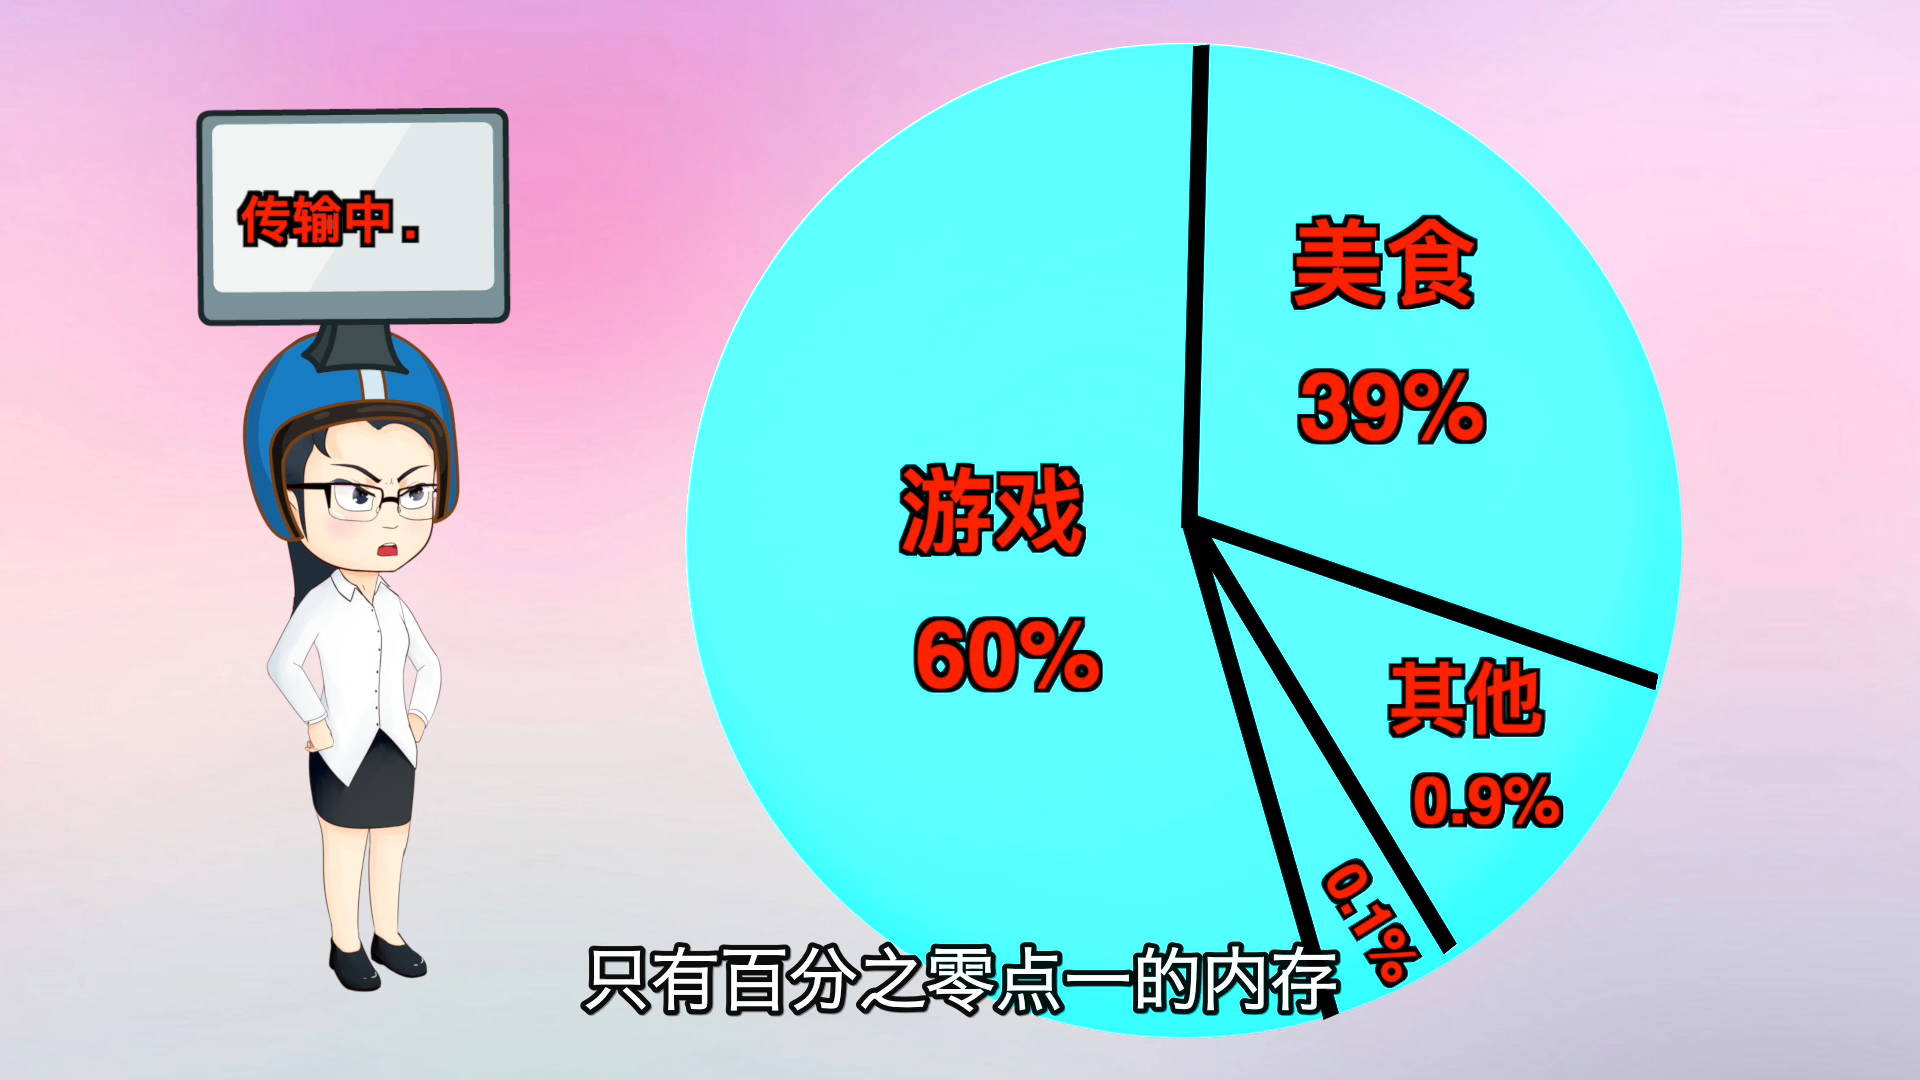 传输中.
美食
39%
游戏
60%
其他
0.9%
0.1%
只有百分之零点一的内存